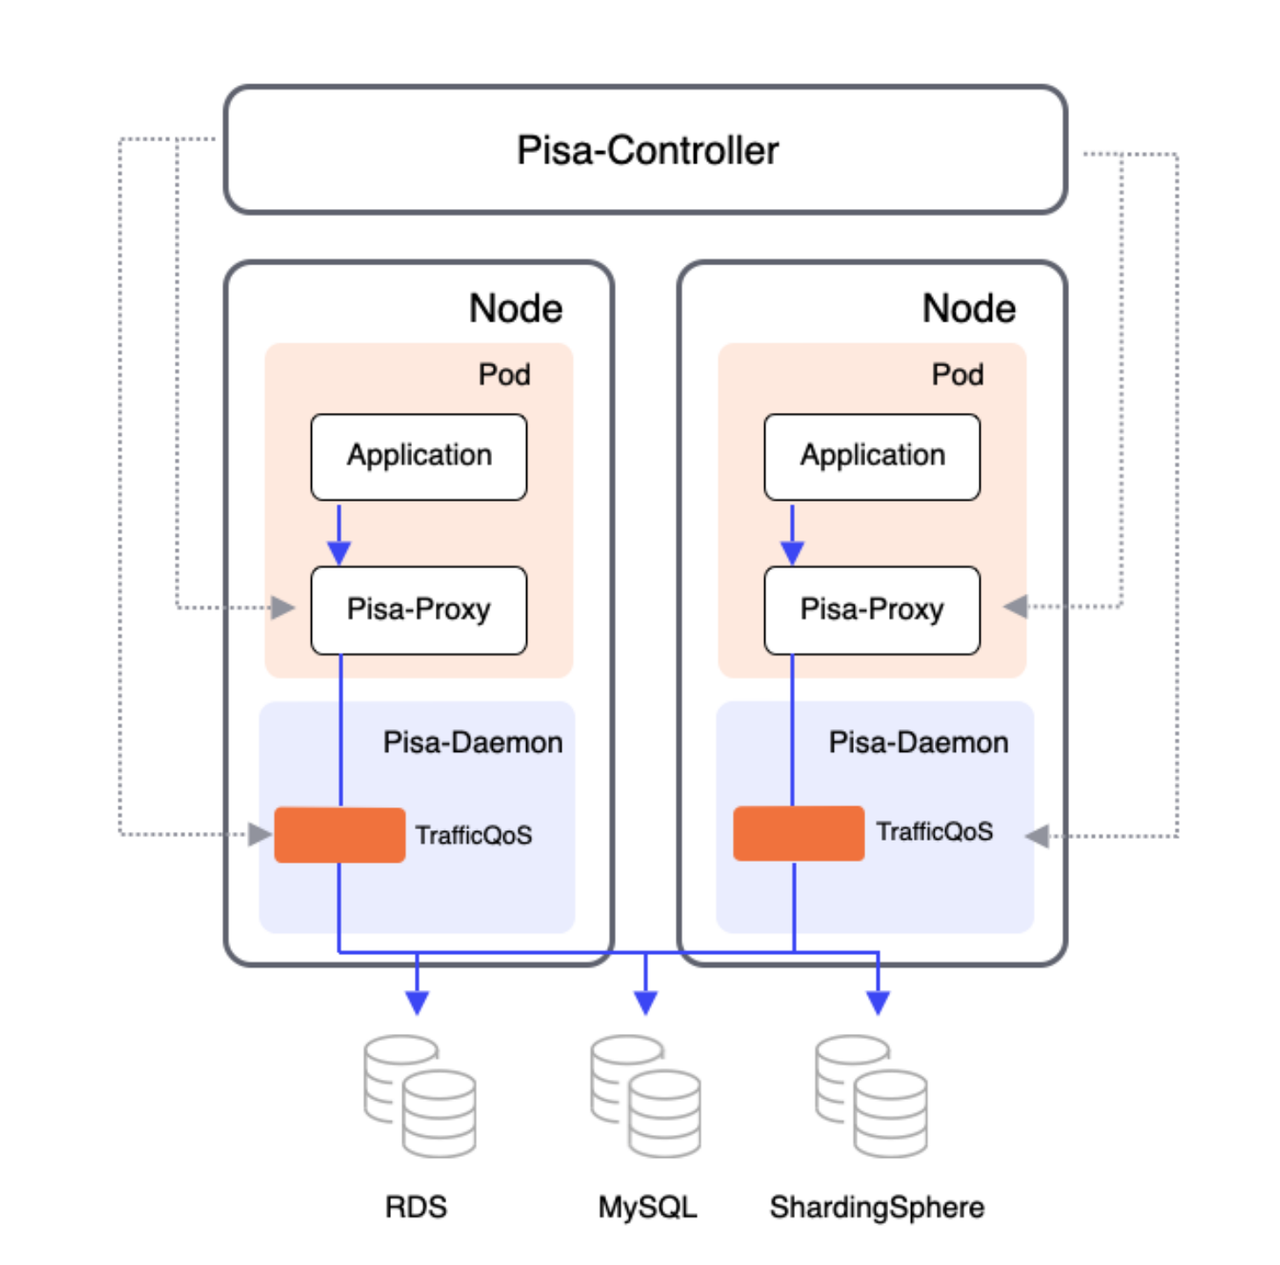 Pisa-Controller
Node
Pod
Application
Pisa-Proxy
Pisa-Daemon
TrafficQoS
Node
Pod
Application
Pisa-Proxy
Pisa-Daemon
TrafficQoS
RDS
MySQL
ShardingSphere